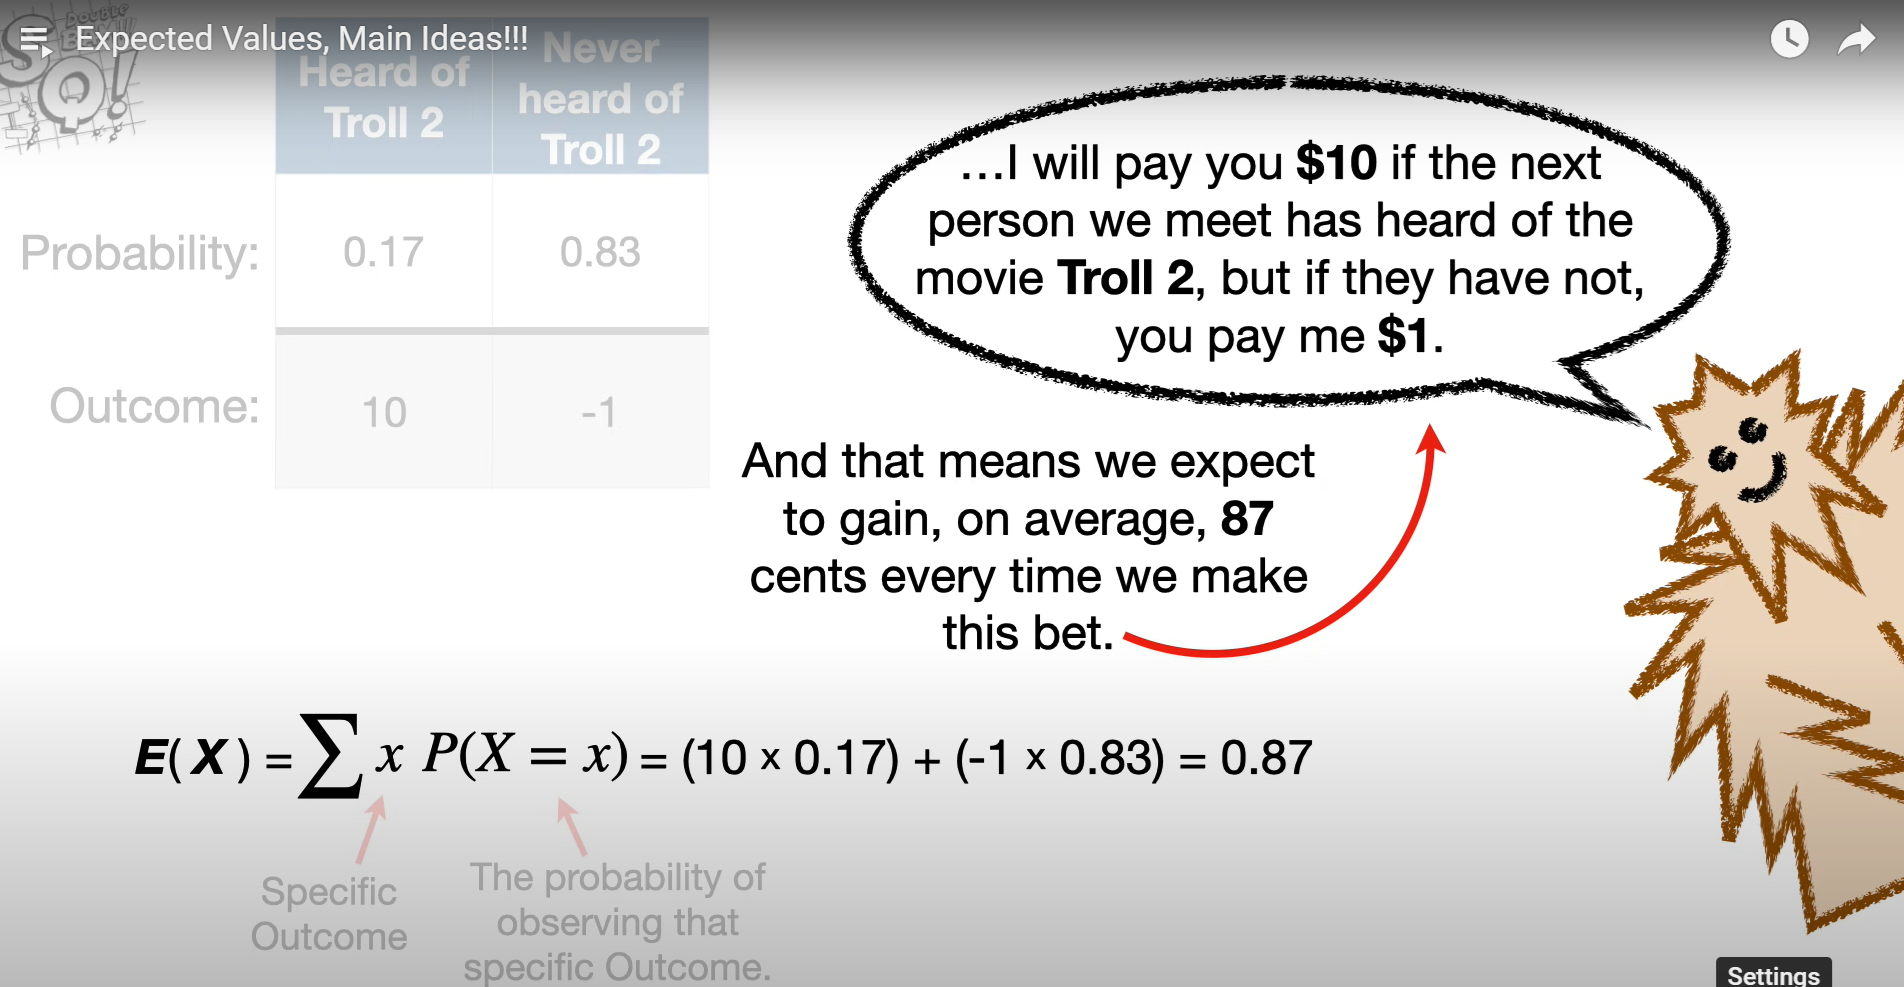 Expected Values, Main Ideas!!!
DOUBLE
BAM!!!
SQ!
Heard of
Troll 2
Never
heard of
Troll 2
Probability:
0.17
0.83
Outcome:
10
-1
...I will pay you $10 if the next
person we meet has heard of the
movie Troll 2, but if they have not,
you pay me $1.
And that means we expect
to gain, on average, 87
cents every time we make
this bet.
E(X) = ∑ x P(X = x) = (10 × 0.17) + (-1 × 0.83) = 0.87
Specific
Outcome
The probability of
observing that
specific Outcome.
Settings